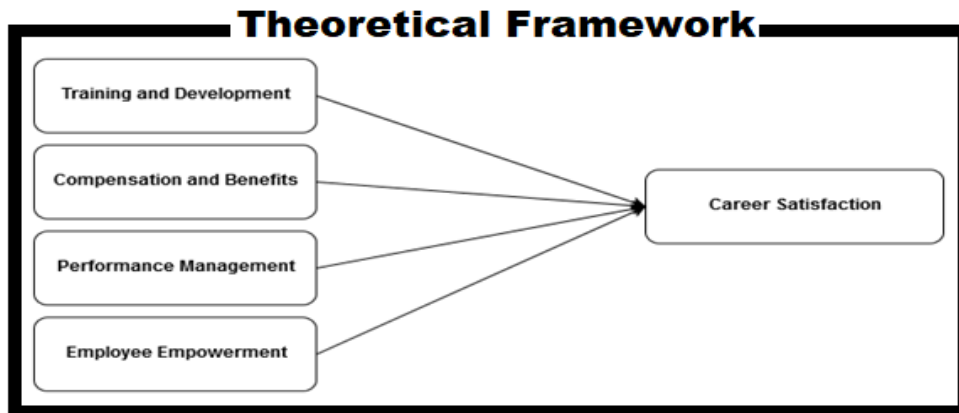 Theoretical Framework
Training and Development
Compensation and Benefits
Career Satisfaction
Performance Management
Employee Empowerment